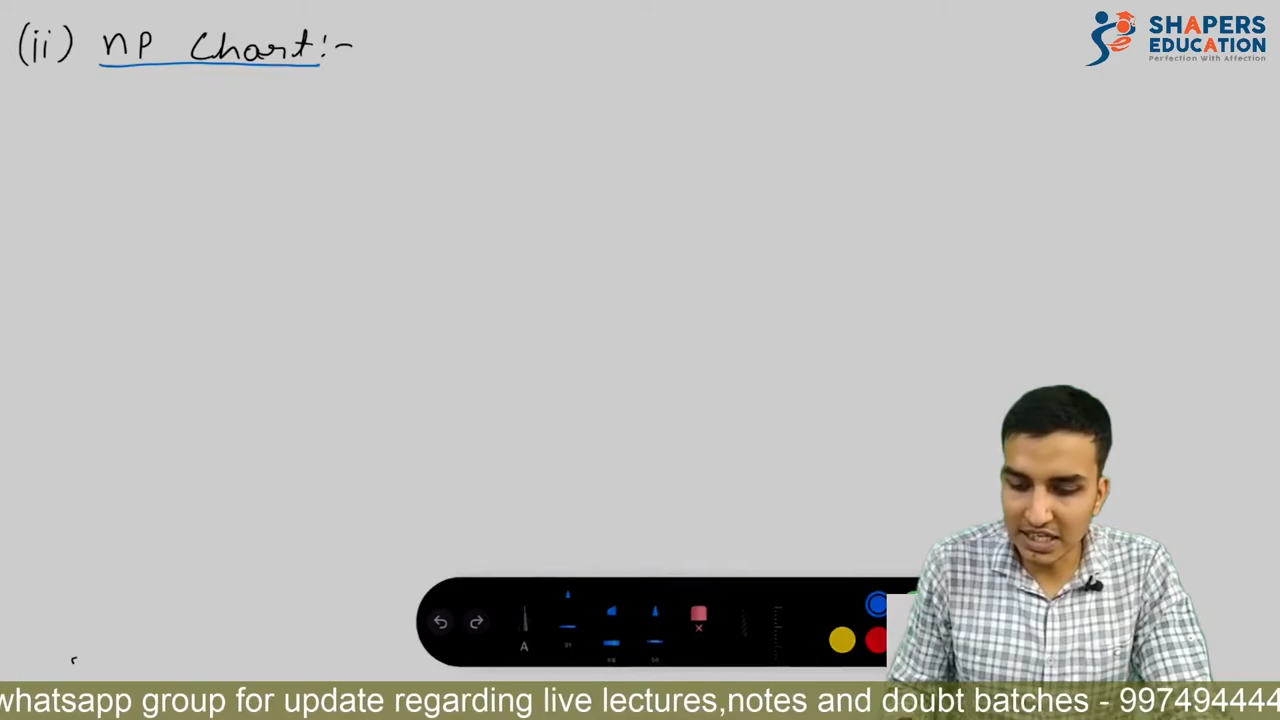 (ii) np Chart:-
SHAPERS
EDUCATION
Perfection With Affection
A
whatsapp group for update regarding live lectures,notes and doubt batches - 997494444